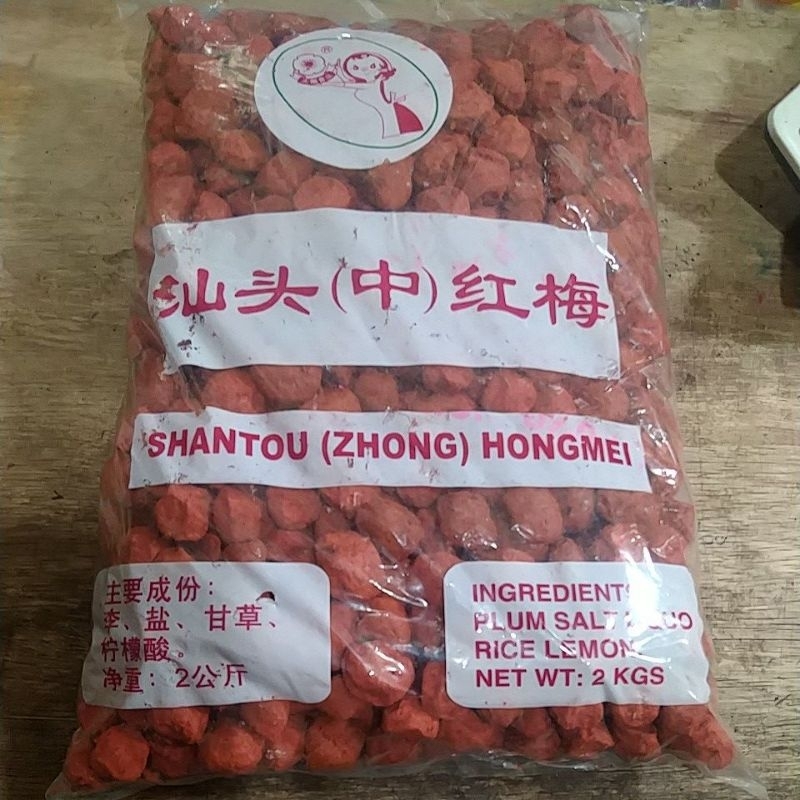 ®
汕头(中)红梅
SHANTOU (ZHONG) HONGMEI
主要成份:
李、盐、甘草、
柠檬酸。
净重: 2公斤
INGREDIENTS
PLUM SALT
RICE LEMON
NET WT: 2 KGS